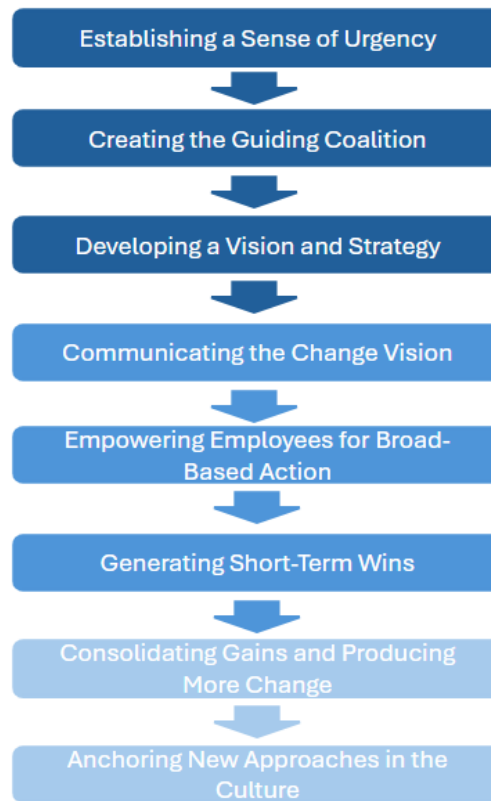 Establishing a Sense of Urgency
Creating the Guiding Coalition
Developing a Vision and Strategy
Communicating the Change Vision
Empowering Employees for Broad-
Based Action
Generating Short-Term Wins
Consolidating Gains and Producing
More Change
Anchoring New Approaches in the
Culture